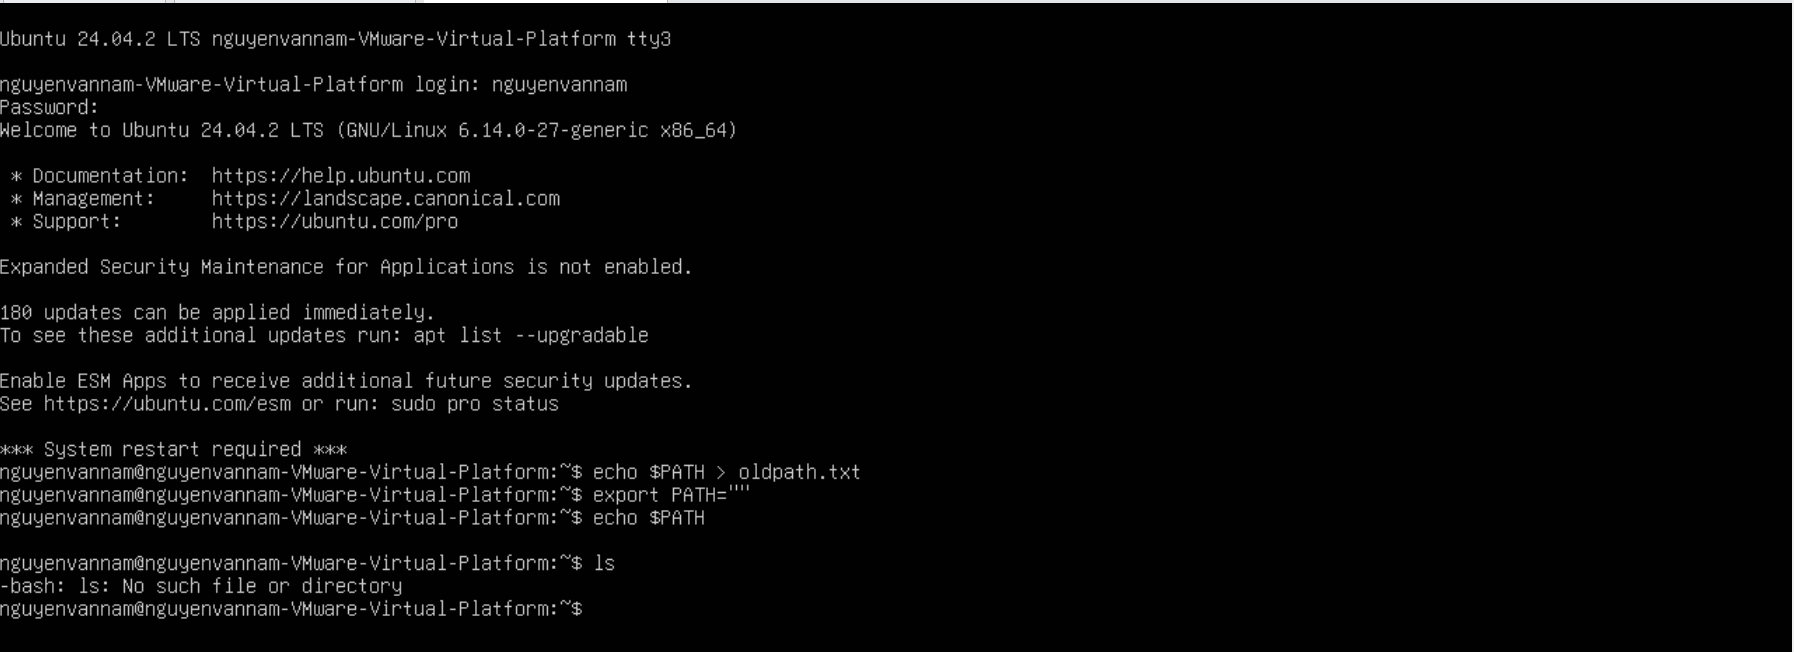 Ubuntu 24.04.2 LTS nguyenvannam-VMware-Virtual-Platform tty3
nguyenvannam-VMware-Virtual-Platform login: nguyenvannam
Password:
Welcome to Ubuntu 24.04.2 LTS (GNU/Linux 6.14.0-27-generic x86_64)
* Documentation:  https://help.ubuntu.com
* Management:     https://landscape.canonical.com
* Support:        https://ubuntu.com/pro
Expanded Security Maintenance for Applications is not enabled.
180 updates can be applied immediately.
To see these additional updates run: apt list --upgradable
Enable ESM Apps to receive additional future security updates.
See https://ubuntu.com/esm or run: sudo pro status
*** System restart required ***
nguyenvannam@nguyenvannam-VMware-Virtual-Platform:~$ echo $PATH > oldpath.txt
nguyenvannam@nguyenvannam-VMware-Virtual-Platform:~$ export PATH=""
nguyenvannam@nguyenvannam-VMware-Virtual-Platform:~$ echo $PATH
nguyenvannam@nguyenvannam-VMware-Virtual-Platform:~$ ls
-bash: ls: No such file or directory
nguyenvannam@nguyenvannam-VMware-Virtual-Platform:~$